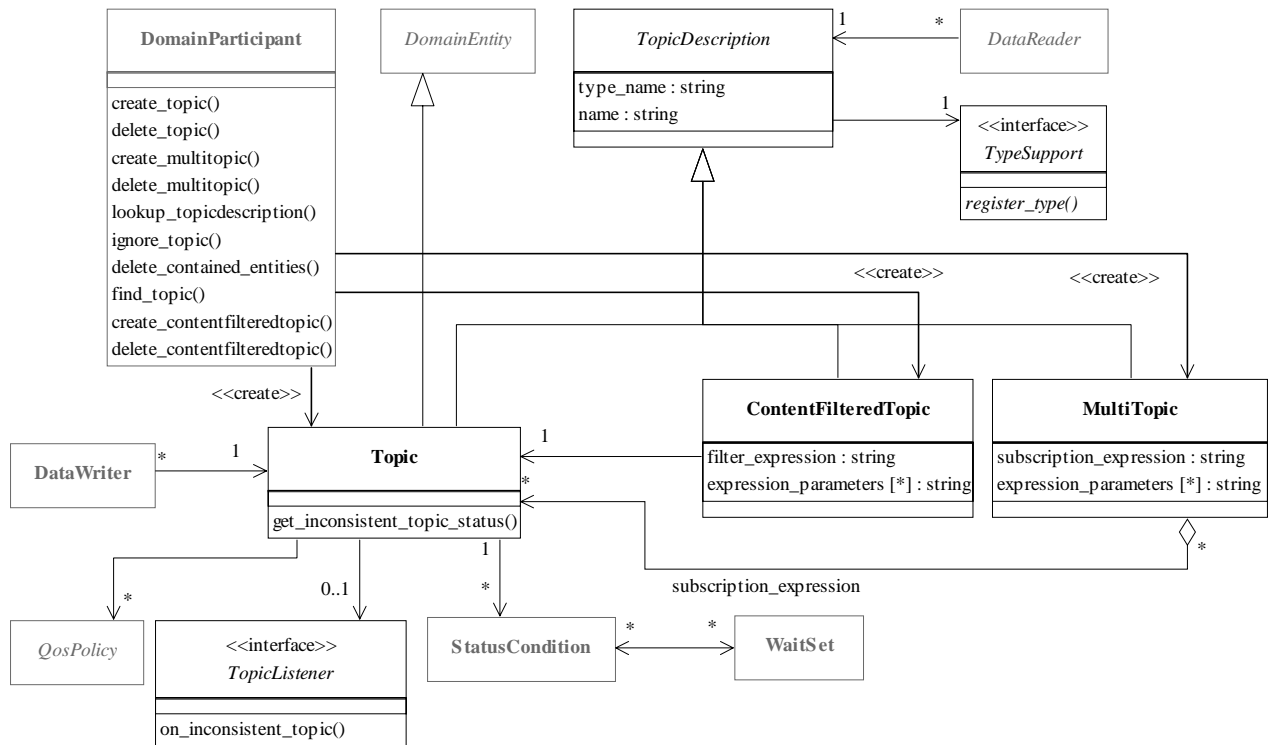 DomainParticipant
create_topic()
delete_topic()
create_multitopic()
delete_multitopic()
lookup_topicdescription()
ignore_topic()
delete_contained_entities()
find_topic()
create_contentfilteredtopic()
delete_contentfilteredtopic()
DomainEntity
TopicDescription
type_name : string
name : string
1
*
DataReader
1
<<interface>>
TypeSupport
register_type()
<<create>>
<<create>>
<<create>>
ContentFilteredTopic
filter_expression : string
expression_parameters [*] : string
MultiTopic
subscription_expression : string
expression_parameters [*] : string
DataWriter
*
1
Topic
get_inconsistent_topic_status()
1
*
*
subscription_expression
*
QosPolicy
0..1
<<interface>>
TopicListener
on_inconsistent_topic()
1
*
StatusCondition
*
*
WaitSet